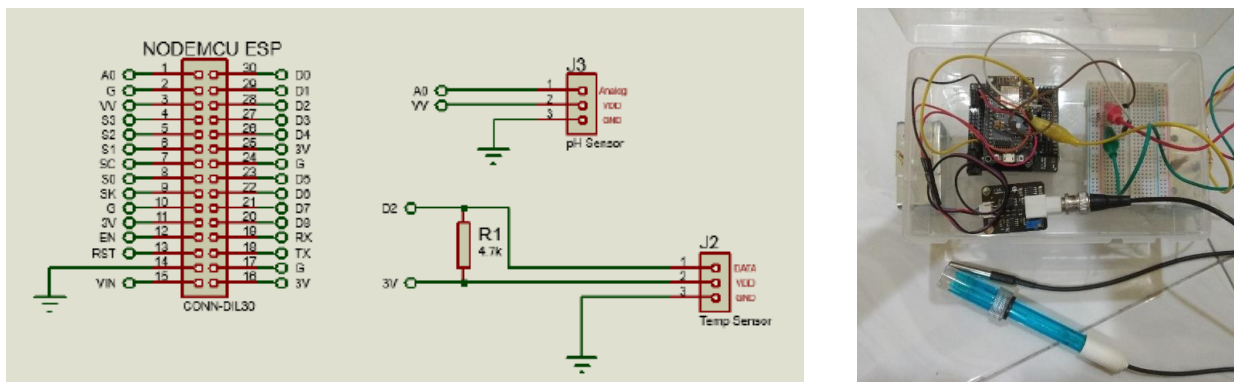 NODEMCU ESP
A0 1 30 D0
G 2 29 D1
VV 3 28 D2
S3 4 27 D3
S2 5 26 D4
S1 6 25 3V
SC 7 24 G
S0 8 23 D5
SK 9 22 D6
G 10 21 D7
3V 11 20 D8
EN 12 19 RX
RST 13 18 TX
14 17 G
VIN 15 16 3V
CONN-DIL30
J3
A0 1 Analog
VV 2 VDD
3 GND
pH Sensor
D2
R1
4.7k
3V
J2
1 DATA
2 VDD
3 GND
Temp Sensor